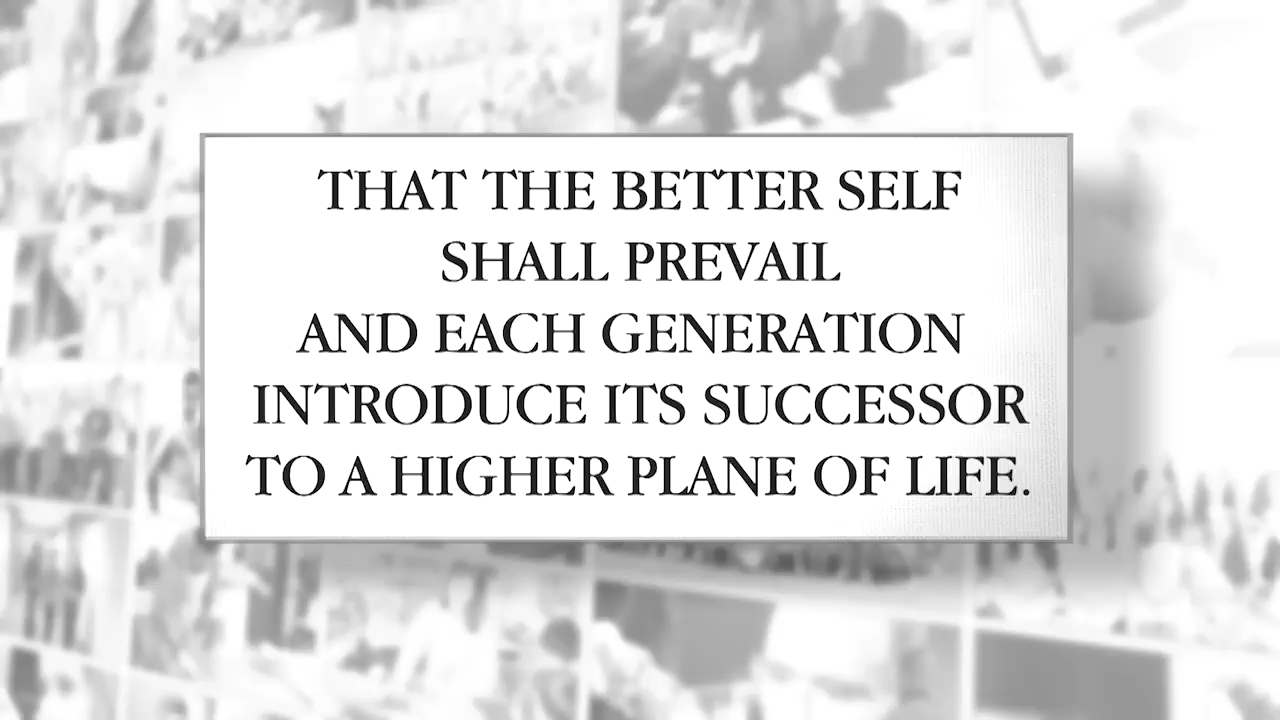 THAT THE BETTER SELF
SHALL PREVAIL
AND EACH GENERATION
INTRODUCE ITS SUCCESSOR
TO A HIGHER PLANE OF LIFE.